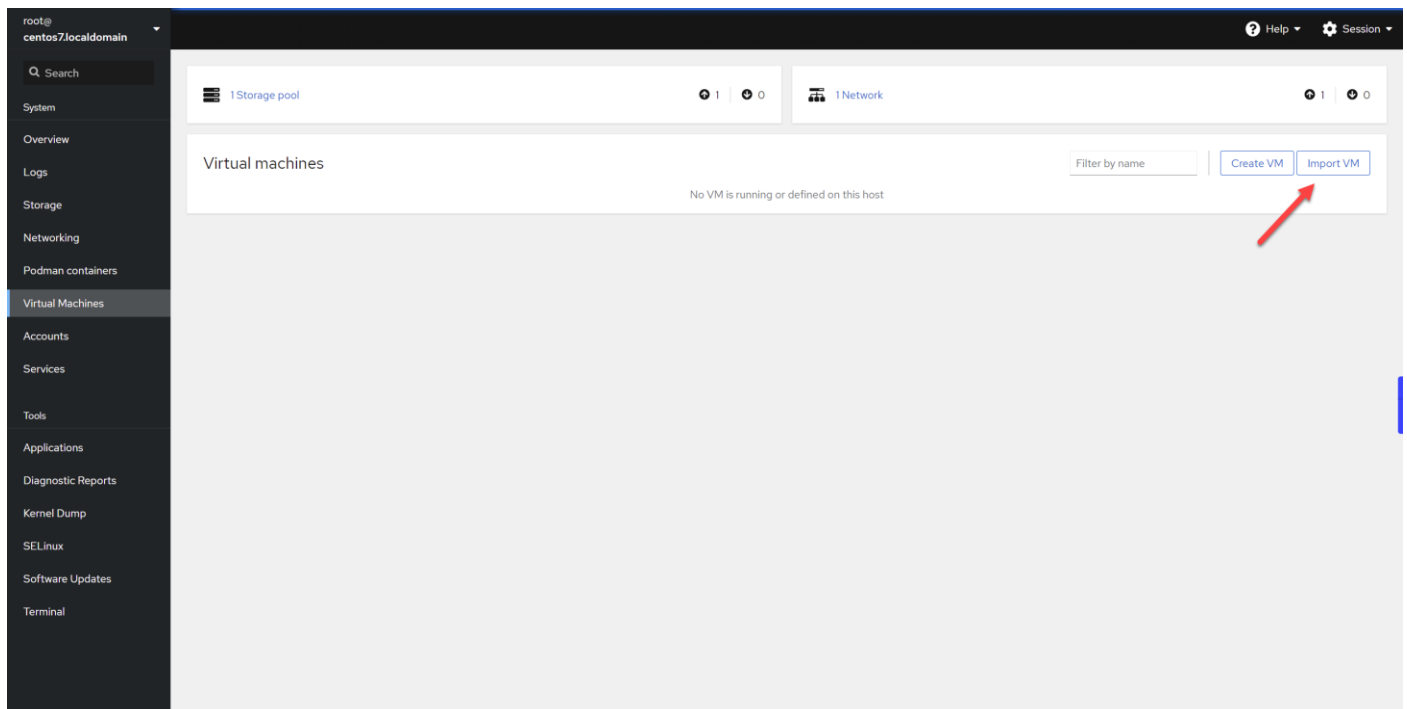 root@
centos7.localdomain
Help
Session
Search
System
Overview
Logs
Storage
Networking
Podman containers
Virtual Machines
Accounts
Services
Tools
Applications
Diagnostic Reports
Kernel Dump
SELinux
Software Updates
Terminal
1 Storage pool
1
0
1 Network
1
0
Virtual machines
Filter by name
Create VM
Import VM
No VM is running or defined on this host